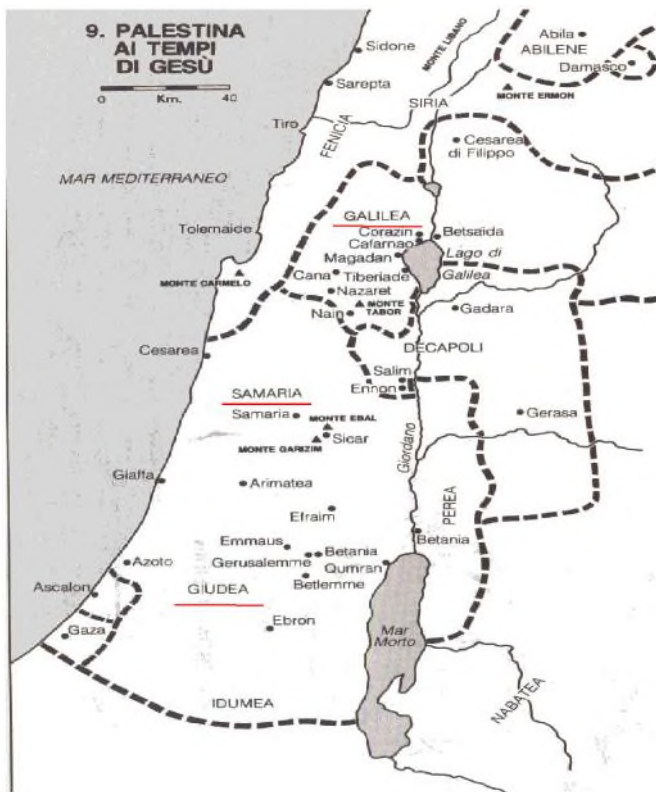 9. PALESTINA
AI TEMPI
DI GESÙ
0 Km. 40
Sidone
MONTE LIBANO
Abila
ABILENE
Damasco
Sarepta
MONTE ERMON
SIRIA
Tiro
FENICIA
Cesarea
di Filippo
MAR MEDITERRANEO
GALILEA
Tolemaide
Corazin
Betsaida
Cafarnao
Lago di
Galilea
Magadan
Cana
Tiberiade
MONTE CARMELO
Nazaret
MONTE
TABOR
Nain
Gadara
DECAPOLI
Cesarea
Salim
Ennon
SAMARIA
Samaria
MONTE EBAL
Sicar
MONTE GARIZIM
Gerasa
Giordano
Giaffa
Arimatea
Efraim
PEREA
Emmaus
Betania
Betania
Gerusalemme
Qumran
Azoto
Betlemme
Ascalon
GIUDEA
Ebron
Gaza
Mar
Morto
IDUMEA
NABATEA